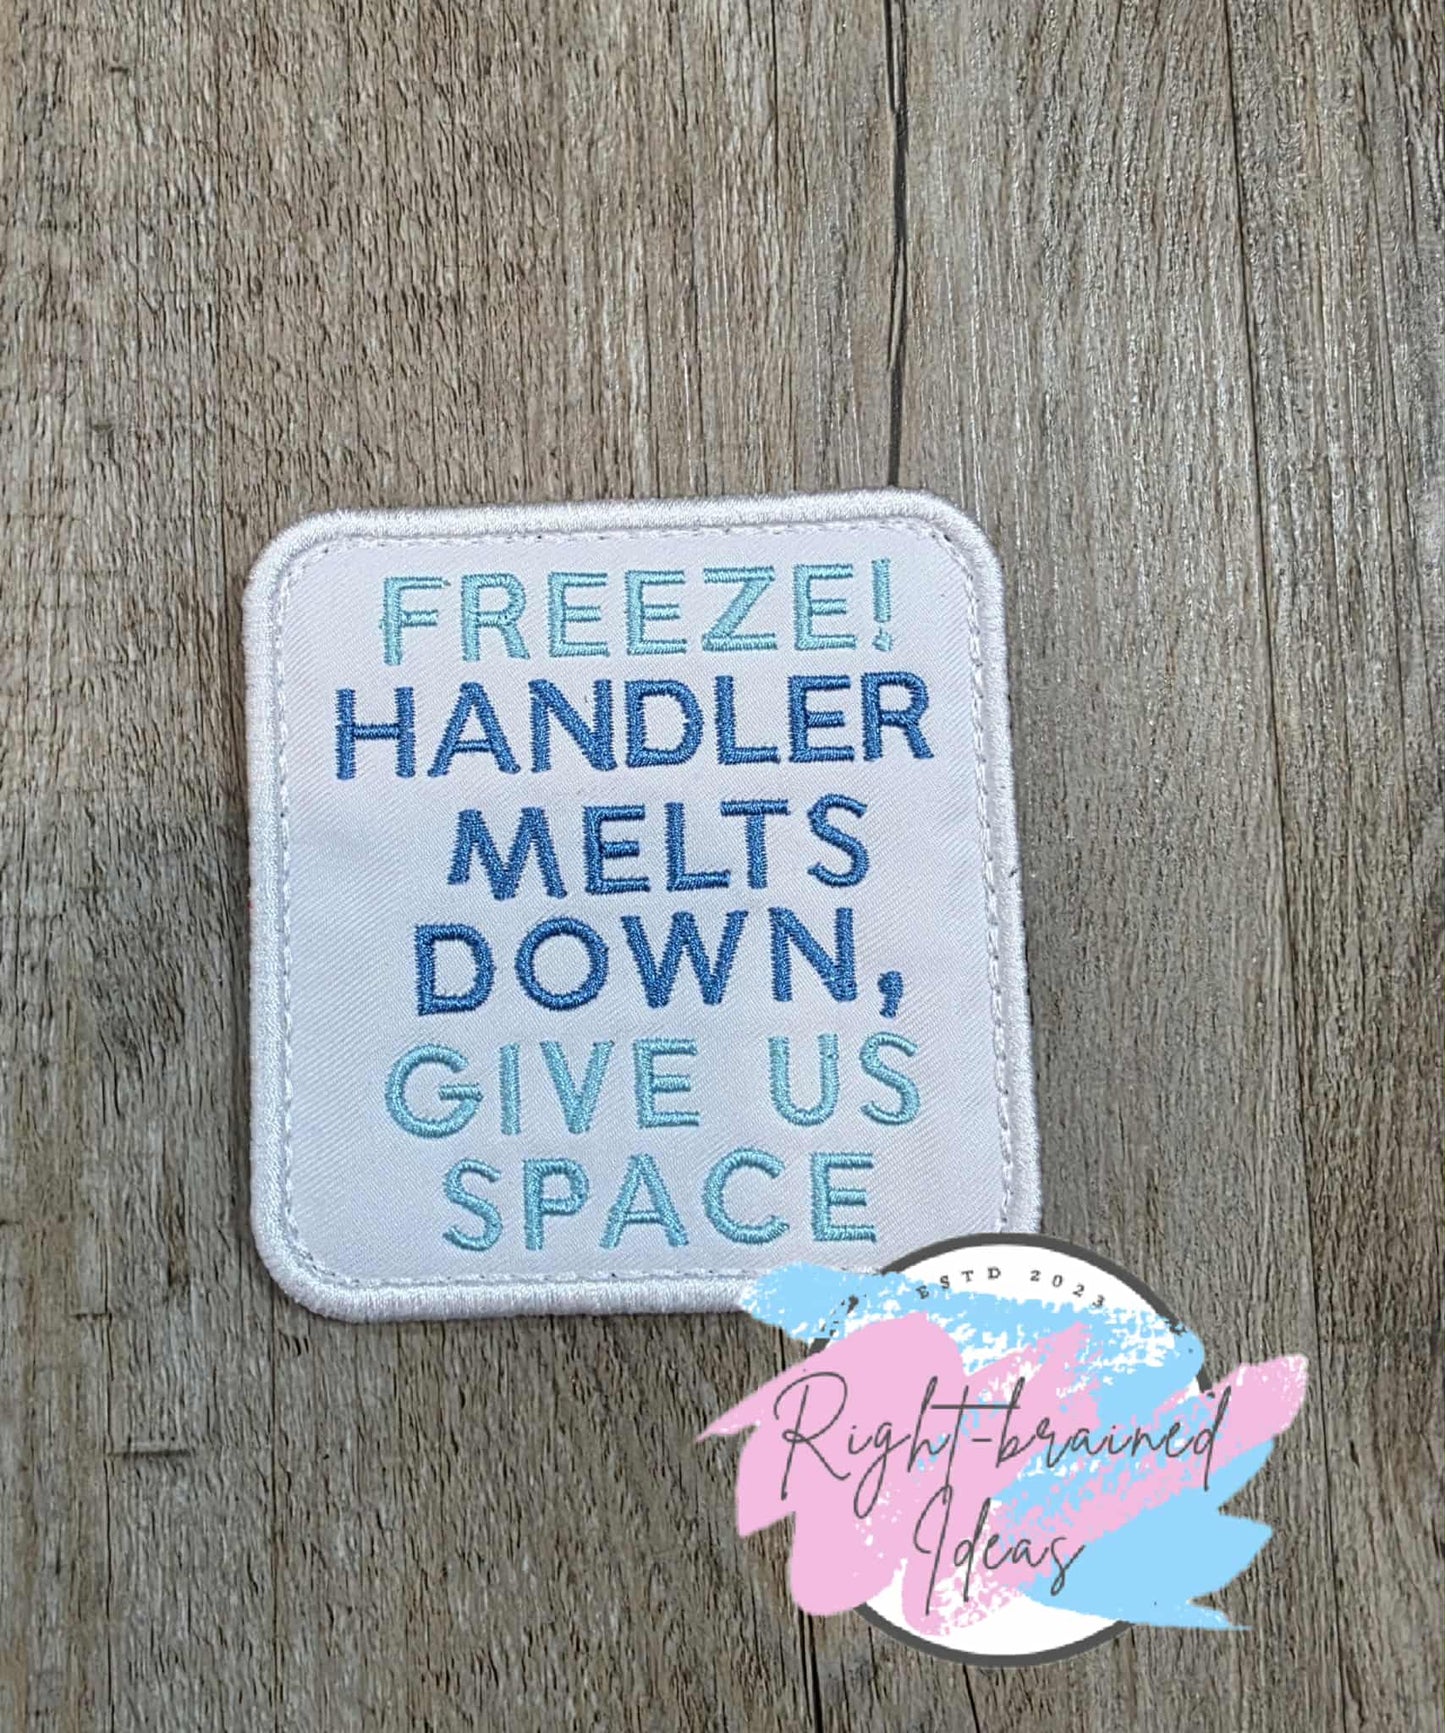 FREEZE!
HANDLER
MELTS
DOWN,
GIVE US
SPACE
ESTD 2023
Right-brained
Ideas